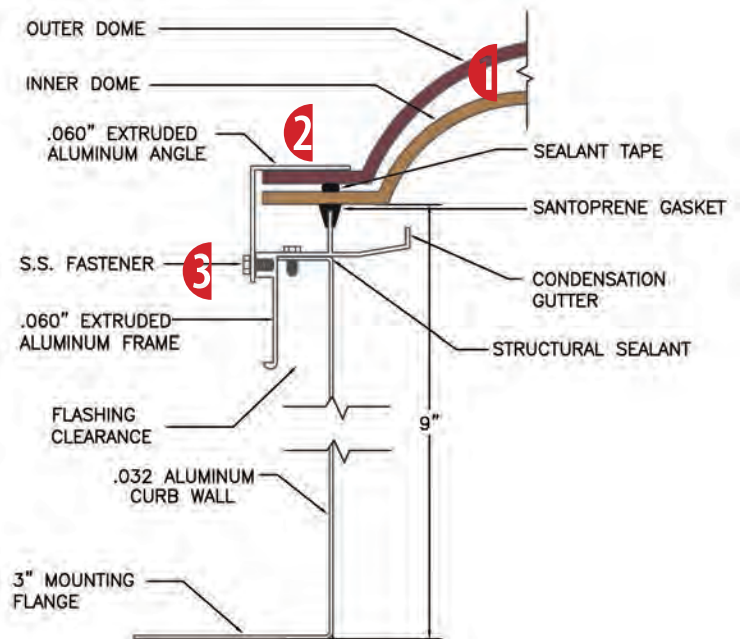 OUTER DOME
1
INNER DOME
2
.060" EXTRUDED
ALUMINUM ANGLE
SEALANT TAPE
SANTOPRENE GASKET
S.S. FASTENER
3
CONDENSATION
GUTTER
.060" EXTRUDED
ALUMINUM FRAME
STRUCTURAL SEALANT
FLASHING
CLEARANCE
9"
.032 ALUMINUM
CURB WALL
3" MOUNTING
FLANGE